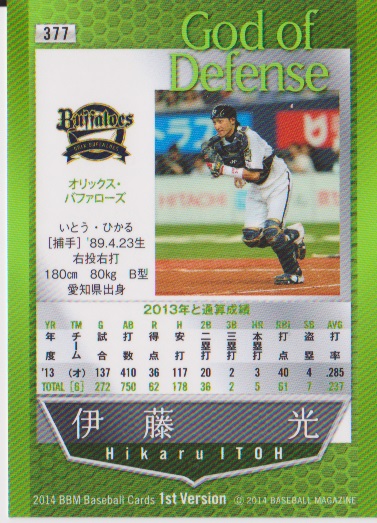 377
God of
Defense
Buffaloes
ORIX BUFFALOES
オリックス・
バファローズ
いとう・ひかる
[捕手] '89.4.23生
右投右打
180cm 80kg B型
愛知県出身
2013年と通算成績
YR TM G AB R H 2B 3B HR RBI SB AVG
年度 チーム 試合 打数 得点 安打 二塁打 三塁打 本塁打 打点 盗塁 打率
'13 (オ) 137 410 36 117 20 2 3 40 4 .285
TOTAL [6] 272 750 62 178 36 2 5 61 7 .237
伊藤 光
Hikaru ITOH
2014 BBM Baseball Cards 1st Version © 2014 BASEBALL MAGAZINE